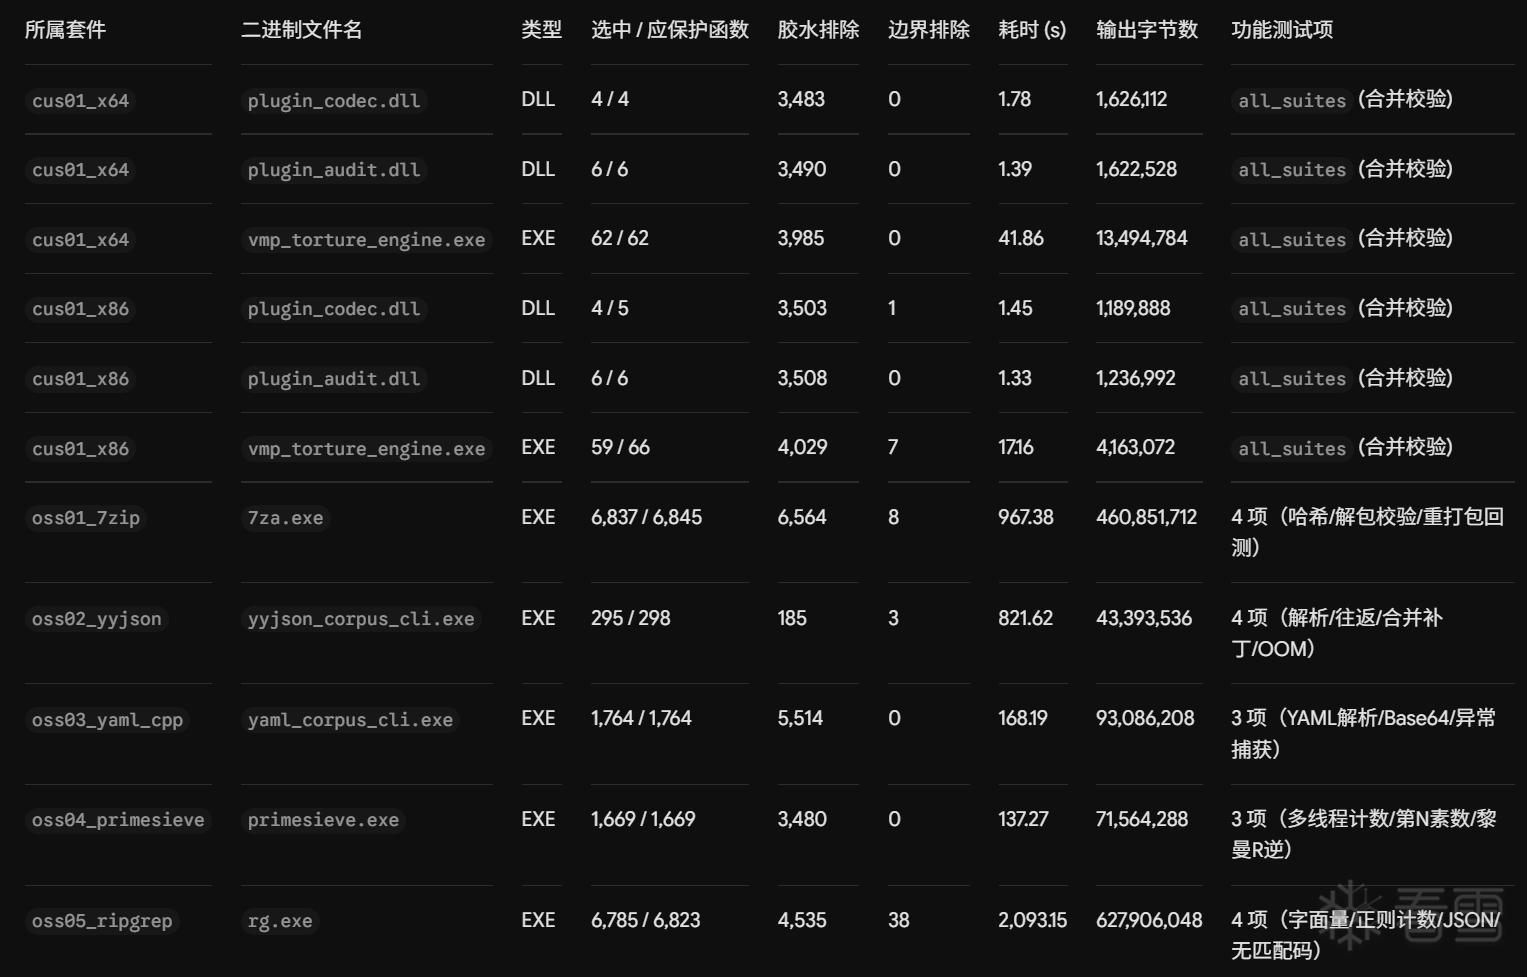 所属套件 二进制文件名 类型 选中 / 应保护函数 胶水排除 边界排除 耗时 (s) 输出字节数 功能测试项
cus01_x64 plugin_codec.dll DLL 4 / 4 3,483 0 1.78 1,626,112 all_suites (合并校验)
cus01_x64 plugin_audit.dll DLL 6 / 6 3,490 0 1.39 1,622,528 all_suites (合并校验)
cus01_x64 vmp_torture_engine.exe EXE 62 / 62 3,985 0 41.86 13,494,784 all_suites (合并校验)
cus01_x86 plugin_codec.dll DLL 4 / 5 3,503 1 1.45 1,189,888 all_suites (合并校验)
cus01_x86 plugin_audit.dll DLL 6 / 6 3,508 0 1.33 1,236,992 all_suites (合并校验)
cus01_x86 vmp_torture_engine.exe EXE 59 / 66 4,029 7 17.16 4,163,072 all_suites (合并校验)
oss01_7zip 7za.exe EXE 6,837 / 6,845 6,564 8 967.38 460,851,712 4 项（哈希/解包校验/重打包回
测）
oss02_yyjson yyjson_corpus_cli.exe EXE 295 / 298 185 3 821.62 43,393,536 4 项（解析/往返/合并补
丁/OOM）
oss03_yaml_cpp yaml_corpus_cli.exe EXE 1,764 / 1,764 5,514 0 168.19 93,086,208 3 项（YAML解析/Base64/异常
捕获）
oss04_primesieve primesieve.exe EXE 1,669 / 1,669 3,480 0 137.27 71,564,288 3 项（多线程计数/第N素数/黎
曼R逆）
oss05_ripgrep rg.exe EXE 6,785 / 6,823 4,535 38 2,093.15 627,906,048 4 项（字面量/正则计数/JSON/
无匹配码）
看雪